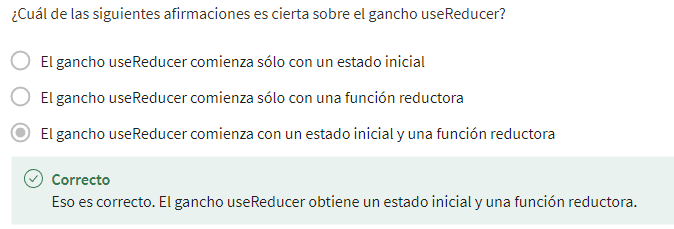 ¿Cuál de las siguientes afirmaciones es cierta sobre el gancho useReducer?
El gancho useReducer comienza sólo con un estado inicial
El gancho useReducer comienza sólo con una función reductora
El gancho useReducer comienza con un estado inicial y una función reductora
Correcto
Eso es correcto. El gancho useReducer obtiene un estado inicial y una función reductora.